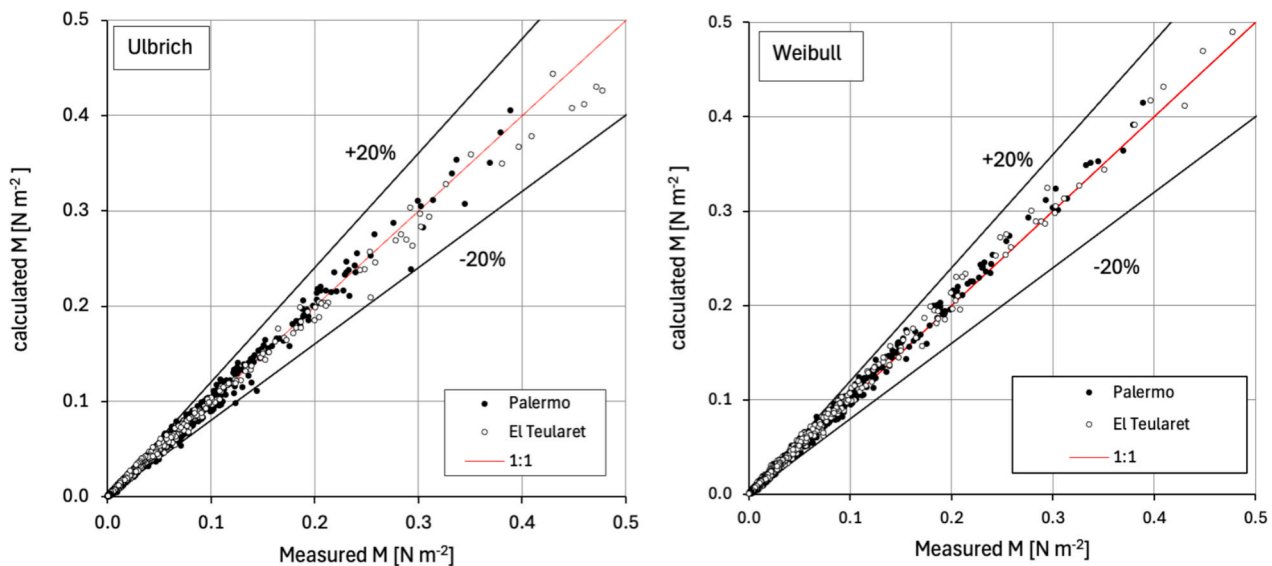 Ulbrich
0.5
0.4
0.3
0.2
0.1
0.0
calculated M [N m⁻²]
+20%
-20%
Palermo
El Teularet
1:1
0.0 0.1 0.2 0.3 0.4 0.5
Measured M [N m⁻²]
Weibull
0.5
0.4
0.3
0.2
0.1
0.0
calculated M [N m⁻²]
+20%
-20%
Palermo
El Teularet
1:1
0.0 0.1 0.2 0.3 0.4 0.5
Measured M [N m⁻²]